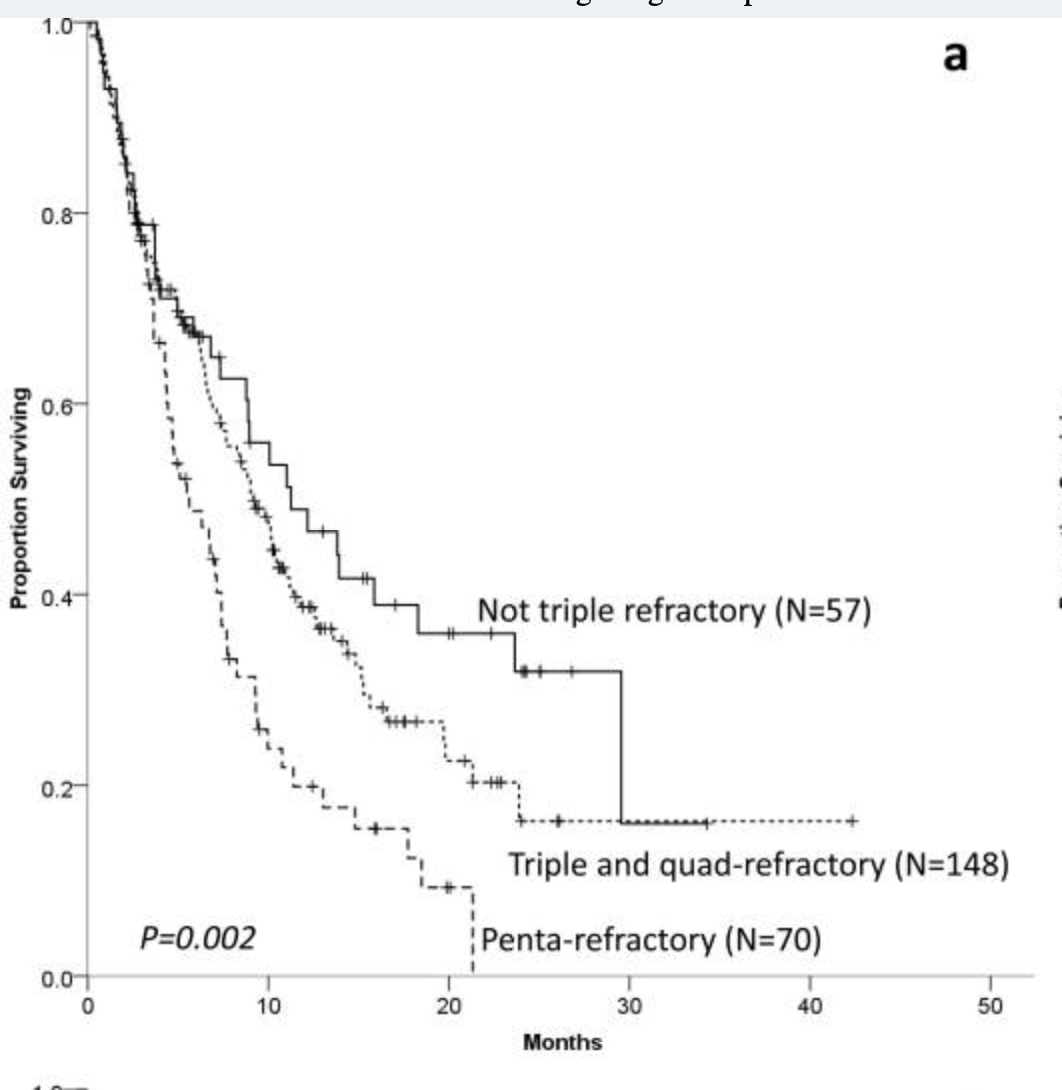 a
1.0
0.8
0.6
0.4
0.2
0.0
Proportion Surviving
Not triple refractory (N=57)
Triple and quad-refractory (N=148)
P=0.002
Penta-refractory (N=70)
0 10 20 30 40 50
Months